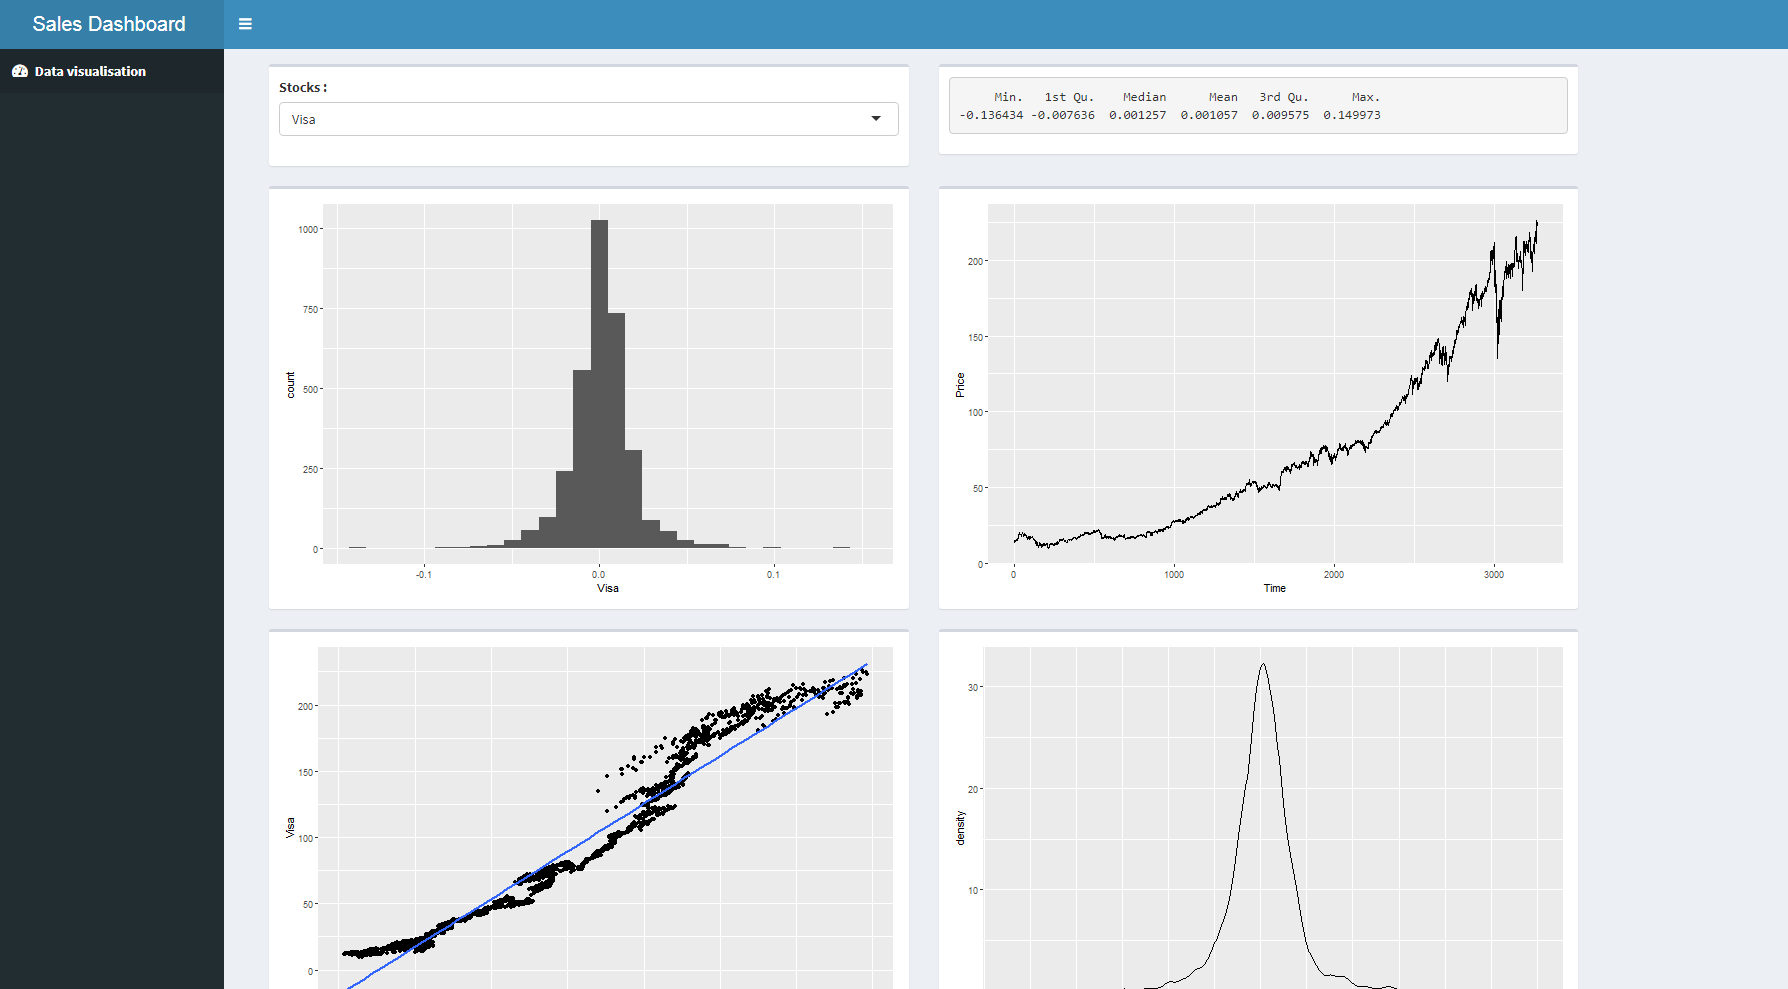 Sales Dashboard
Data visualisation
Stocks :
Visa
Min. 1st Qu. Median Mean 3rd Qu. Max.
-0.136434 -0.007636 0.001257 0.001057 0.009575 0.149973
1000
750
500
250
0
count
-0.1 0.0 0.1
Visa
200
150
100
50
0
Price
0 1000 2000 3000
Time
200
150
100
50
0
Visa
30
20
10
density